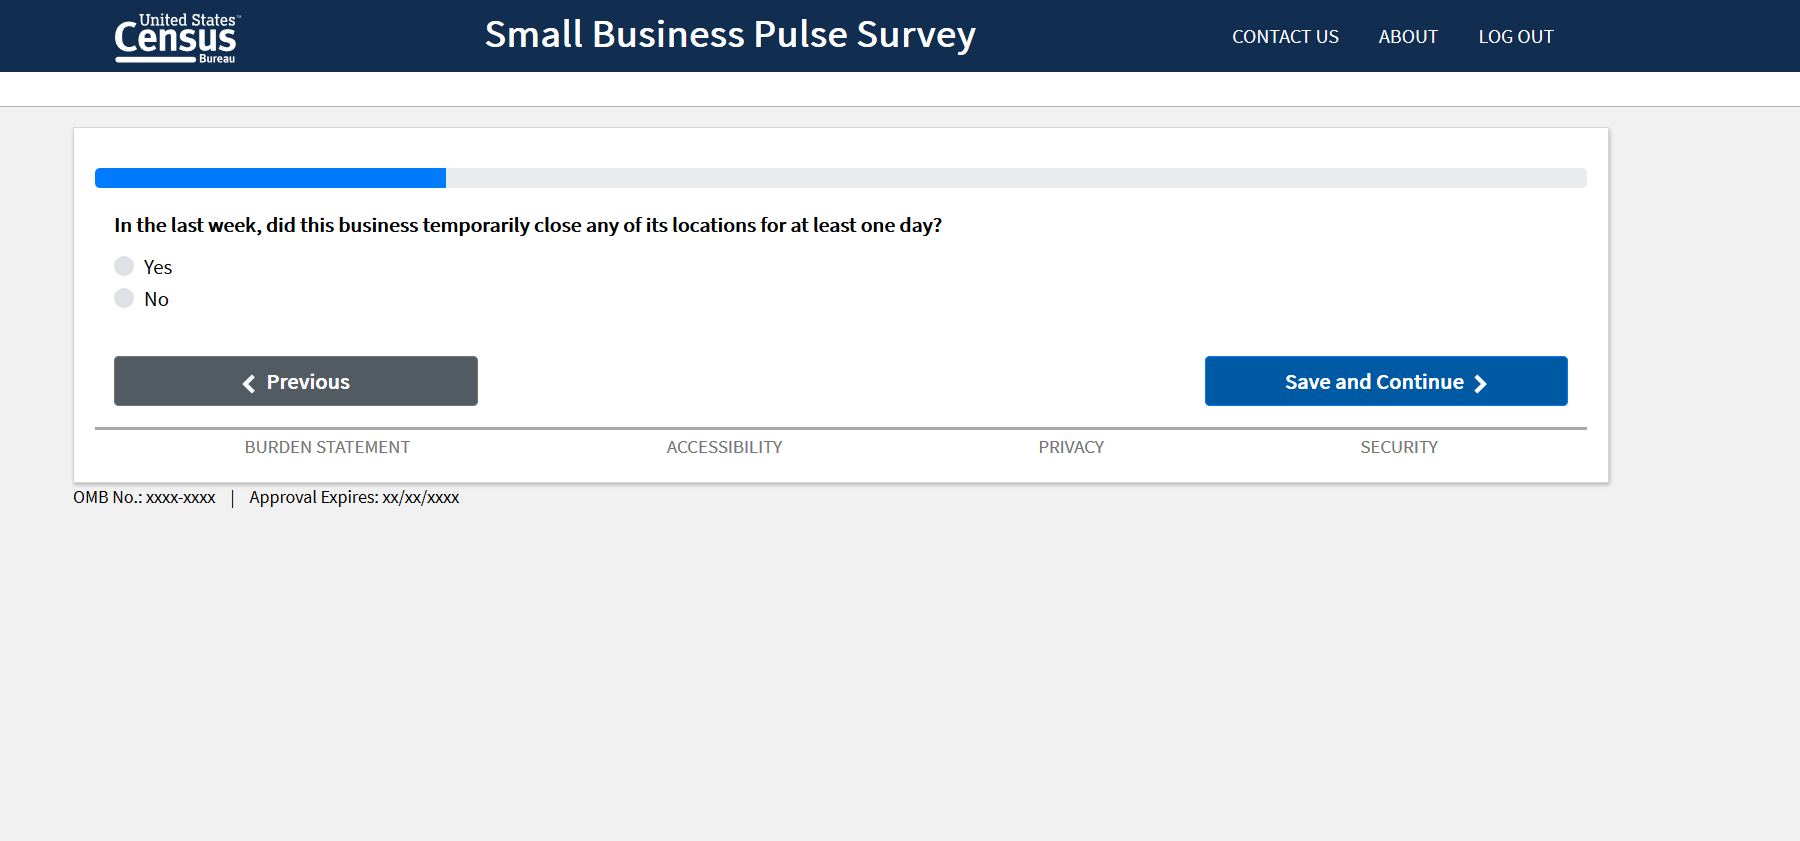 United States™
Census
Bureau
Small Business Pulse Survey
CONTACT US ABOUT LOG OUT
In the last week, did this business temporarily close any of its locations for at least one day?
Yes
No
Previous Save and Continue
BURDEN STATEMENT ACCESSIBILITY PRIVACY SECURITY
OMB No.: xxxx-xxxx | Approval Expires: xx/xx/xxxx